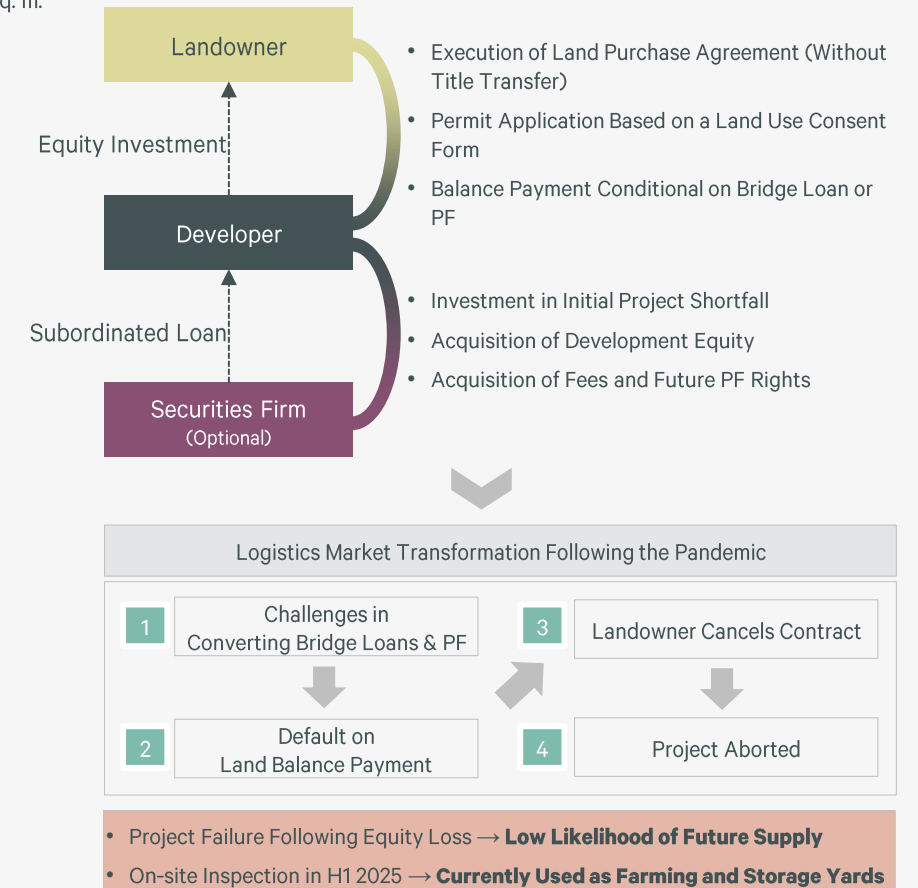 q. m.
Landowner
• Execution of Land Purchase Agreement (Without
Title Transfer)
• Permit Application Based on a Land Use Consent
Form
• Balance Payment Conditional on Bridge Loan or
PF
Equity Investment
Developer
• Investment in Initial Project Shortfall
• Acquisition of Development Equity
• Acquisition of Fees and Future PF Rights
Subordinated Loan
Securities Firm
(Optional)
Logistics Market Transformation Following the Pandemic
1
Challenges in
Converting Bridge Loans & PF
2
Default on
Land Balance Payment
3
Landowner Cancels Contract
4
Project Aborted
• Project Failure Following Equity Loss → Low Likelihood of Future Supply
• On-site Inspection in H1 2025 → Currently Used as Farming and Storage Yards